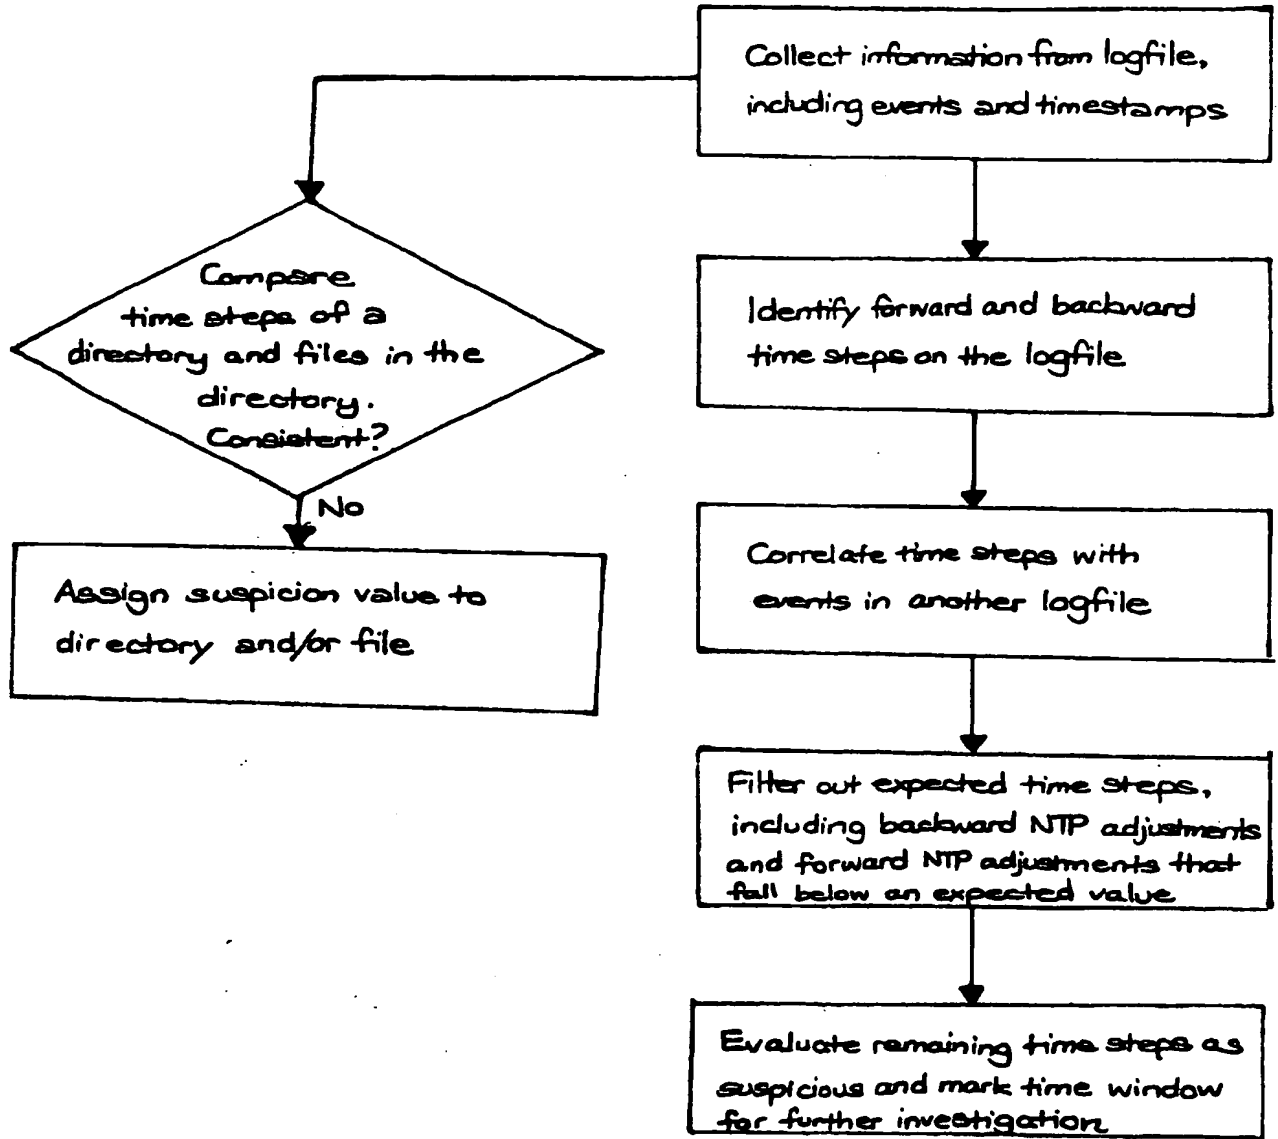 Collect information from logfile,
including events and timestamps
Compare
time steps of a
directory and files in the
directory.
Consistent?
No
Assign suspicion value to
directory and/or file
Identify forward and backward
time steps on the logfile
Correlate time steps with
events in another logfile
Filter out expected time steps,
including backward NTP adjustments
and forward NTP adjustments that
fall below an expected value
Evaluate remaining time steps as
suspicious and mark time window
for further investigation